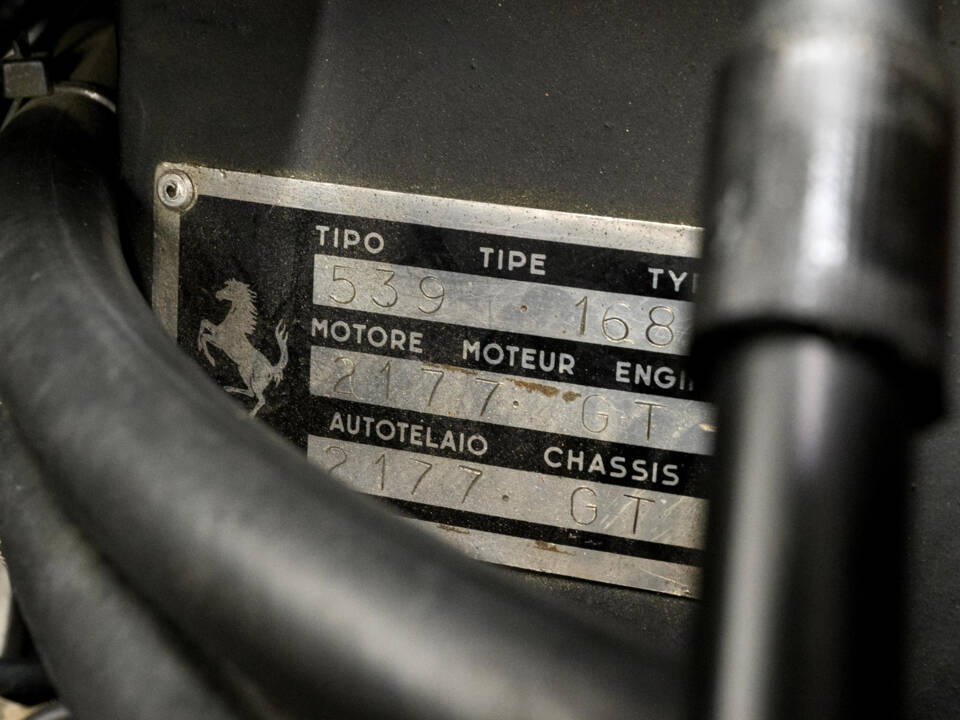 TIPO TIPE
539 · 168
MOTORE MOTEUR
2177 · GT
AUTOTELAIO CHASSIS
2177 · GT